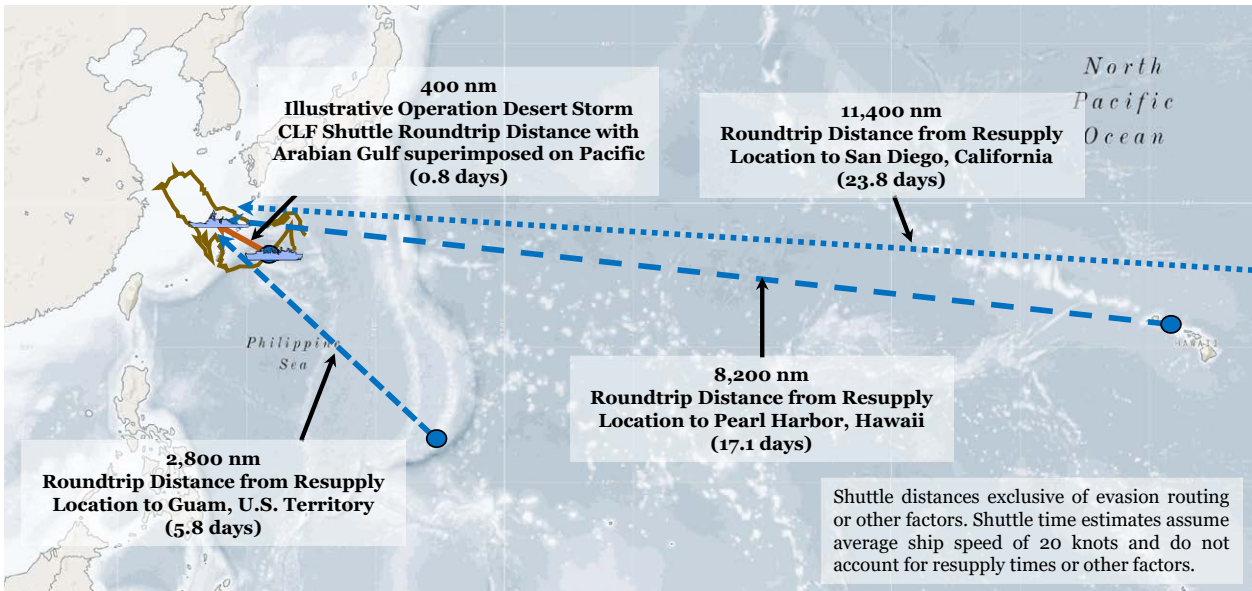 400 nm
Illustrative Operation Desert Storm
CLF Shuttle Roundtrip Distance with
Arabian Gulf superimposed on Pacific
(0.8 days)
11,400 nm
Roundtrip Distance from Resupply
Location to San Diego, California
(23.8 days)
North
Pacific
Ocean
Philippine
Sea
HAWAII
8,200 nm
Roundtrip Distance from Resupply
Location to Pearl Harbor, Hawaii
(17.1 days)
2,800 nm
Roundtrip Distance from Resupply
Location to Guam, U.S. Territory
(5.8 days)
Shuttle distances exclusive of evasion routing
or other factors. Shuttle time estimates assume
average ship speed of 20 knots and do not
account for resupply times or other factors.